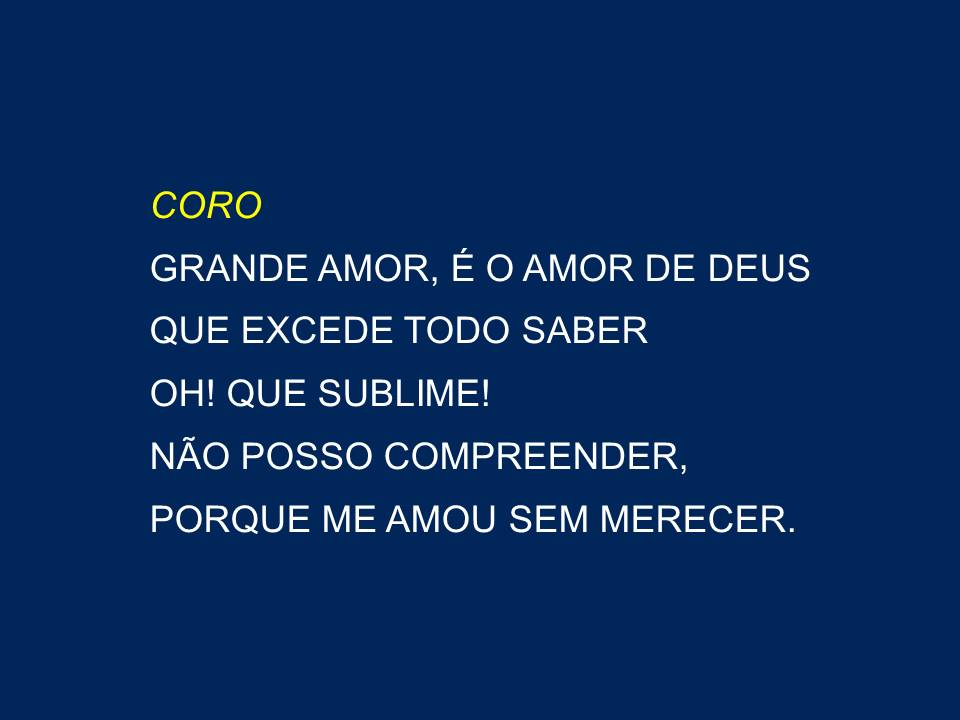 CORO
GRANDE AMOR, É O AMOR DE DEUS
QUE EXCEDE TODO SABER
OH! QUE SUBLIME!
NÃO POSSO COMPREENDER,
PORQUE ME AMOU SEM MERECER.